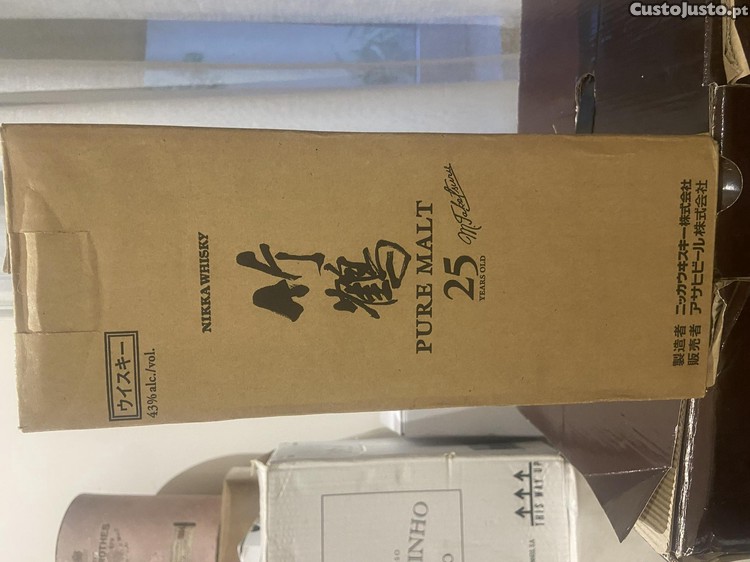 CustoJusto.pt
ウイスキー
43% alc./vol.
NIKKA WHISKY
竹鶴
PURE MALT
25
YEARS OLD
製造者 ニッカウヰスキー株式会社
販売者 アサヒビール株式会社
THIS WAY UP